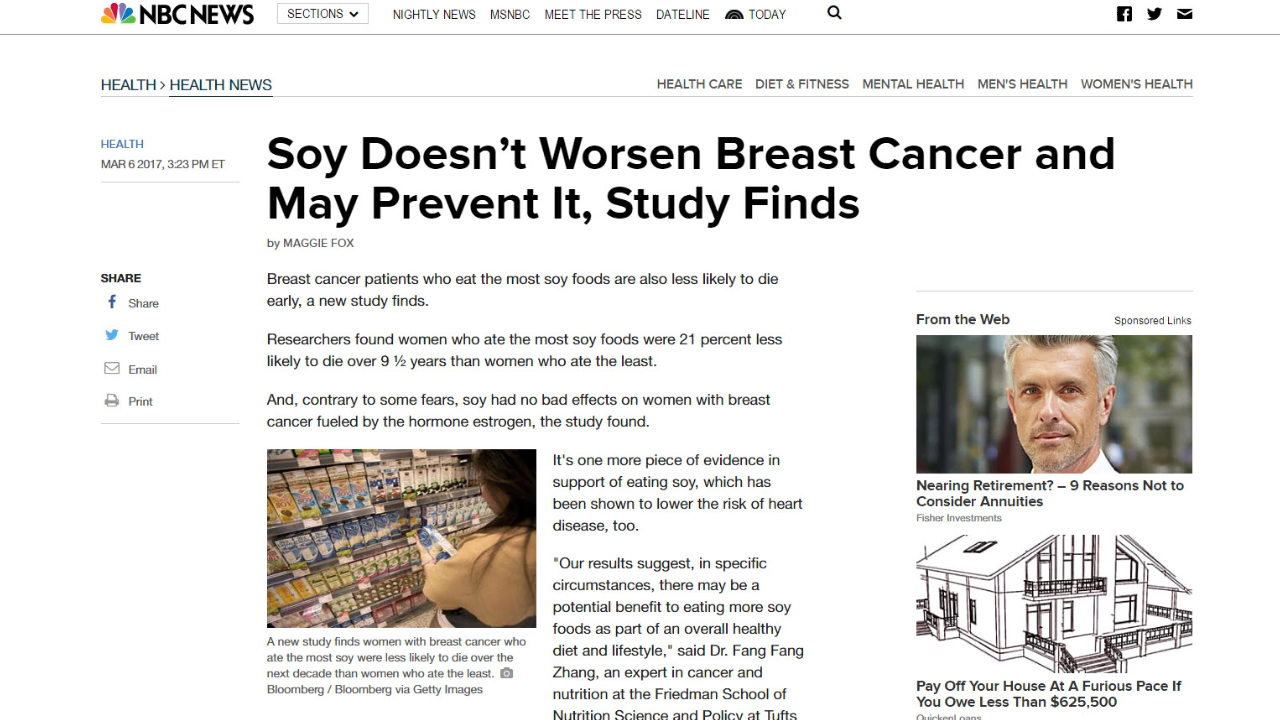 NBC NEWS
SECTIONS
NIGHTLY NEWS
MSNBC
MEET THE PRESS
DATELINE
TODAY
HEALTH › HEALTH NEWS
HEALTH CARE
DIET & FITNESS
MENTAL HEALTH
MEN'S HEALTH
WOMEN'S HEALTH
HEALTH
MAR 6 2017, 3:23 PM ET
Soy Doesn’t Worsen Breast Cancer and
May Prevent It, Study Finds
by MAGGIE FOX
SHARE
Share
Tweet
Email
Print
Breast cancer patients who eat the most soy foods are also less likely to die
early, a new study finds.
Researchers found women who ate the most soy foods were 21 percent less
likely to die over 9 ½ years than women who ate the least.
And, contrary to some fears, soy had no bad effects on women with breast
cancer fueled by the hormone estrogen, the study found.
A new study finds women with breast cancer who
ate the most soy were less likely to die over the
next decade than women who ate the least.
Bloomberg / Bloomberg via Getty Images
It's one more piece of evidence in
support of eating soy, which has
been shown to lower the risk of heart
disease, too.
"Our results suggest, in specific
circumstances, there may be a
potential benefit to eating more soy
foods as part of an overall healthy
diet and lifestyle," said Dr. Fang Fang
Zhang, an expert in cancer and
nutrition at the Friedman School of
Nutrition Science and Policy at Tufts
From the Web
Sponsored Links
Nearing Retirement? – 9 Reasons Not to
Consider Annuities
Fisher Investments
Pay Off Your House At A Furious Pace If
You Owe Less Than $625,500
QuickenLoans